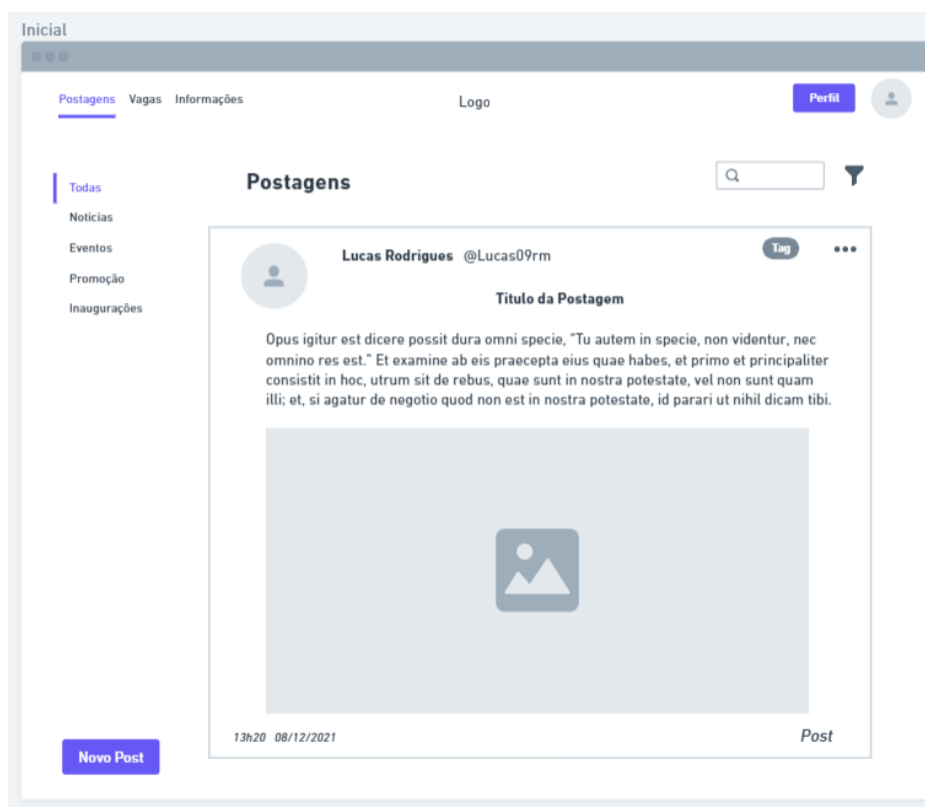 Inicial
Postagens Vagas Informações Logo Perfil
Todas
Noticias
Eventos
Promoção
Inaugurações
Postagens
Lucas Rodrigues @Lucas09rm Tag
Titulo da Postagem
Opus igitur est dicere possit dura omni specie, "Tu autem in specie, non videntur, nec
omnino res est." Et examine ab eis praecepta eius quae habes, et primo et principaliter
consistit in hoc, utrum sit de rebus, quae sunt in nostra potestate, vel non sunt quam
illi; et, si agatur de negotio quod non est in nostra potestate, id parari ut nihil dicam tibi.
13h20 08/12/2021 Post
Novo Post